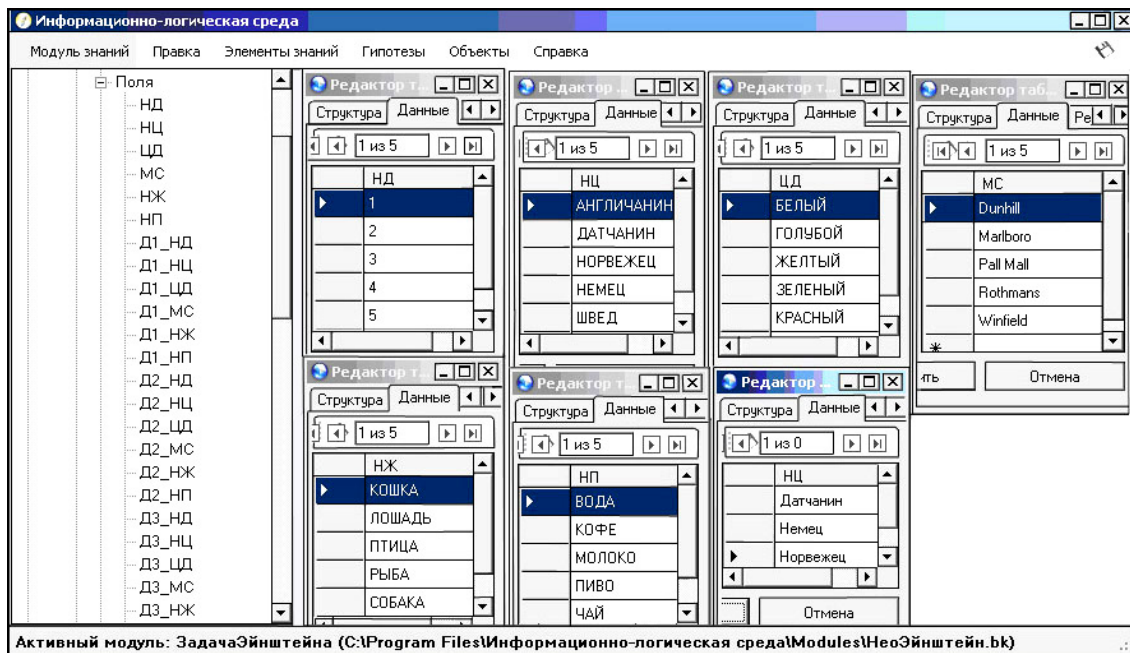 Информационно-логическая среда
Модуль знаний Правка Элементы знаний Гипотезы Объекты Справка
Поля
НД
НЦ
ЦД
МС
НЖ
НП
Д1_НД
Д1_НЦ
Д1_ЦД
Д1_МС
Д1_НЖ
Д1_НП
Д2_НД
Д2_НЦ
Д2_ЦД
Д2_МС
Д2_НЖ
Д2_НП
Д3_НД
Д3_НЦ
Д3_ЦД
Д3_МС
Д3_НЖ
Редактор т...
Структура Данные
1 из 5
НД
1
2
3
4
5
Редактор ...
Структура Данные
1 из 5
НЦ
АНГЛИЧАНИН
ДАТЧАНИН
НОРВЕЖЕЦ
НЕМЕЦ
ШВЕД
Редактор т...
Структура Данные
1 из 5
ЦД
БЕЛЫЙ
ГОЛУБОЙ
ЖЕЛТЫЙ
ЗЕЛЕНЫЙ
КРАСНЫЙ
Редактор таб...
Структура Данные Ре
1 из 5
МС
Dunhill
Marlboro
Pall Mall
Rothmans
Winfield
ить Отмена
Редактор т...
Структура Данные
1 из 5
НЖ
КОШКА
ЛОШАДЬ
ПТИЦА
РЫБА
СОБАКА
Редактор т...
Структура Данные
1 из 5
НП
ВОДА
КОФЕ
МОЛОКО
ПИВО
ЧАЙ
Редактор ...
Структура Данные
1 из 0
НЦ
Датчанин
Немец
Норвежец
Отмена
Активный модуль: ЗадачаЭйнштейна (C:\Program Files\Информационно-логическая среда\Modules\НеоЭйнштейн.bk)